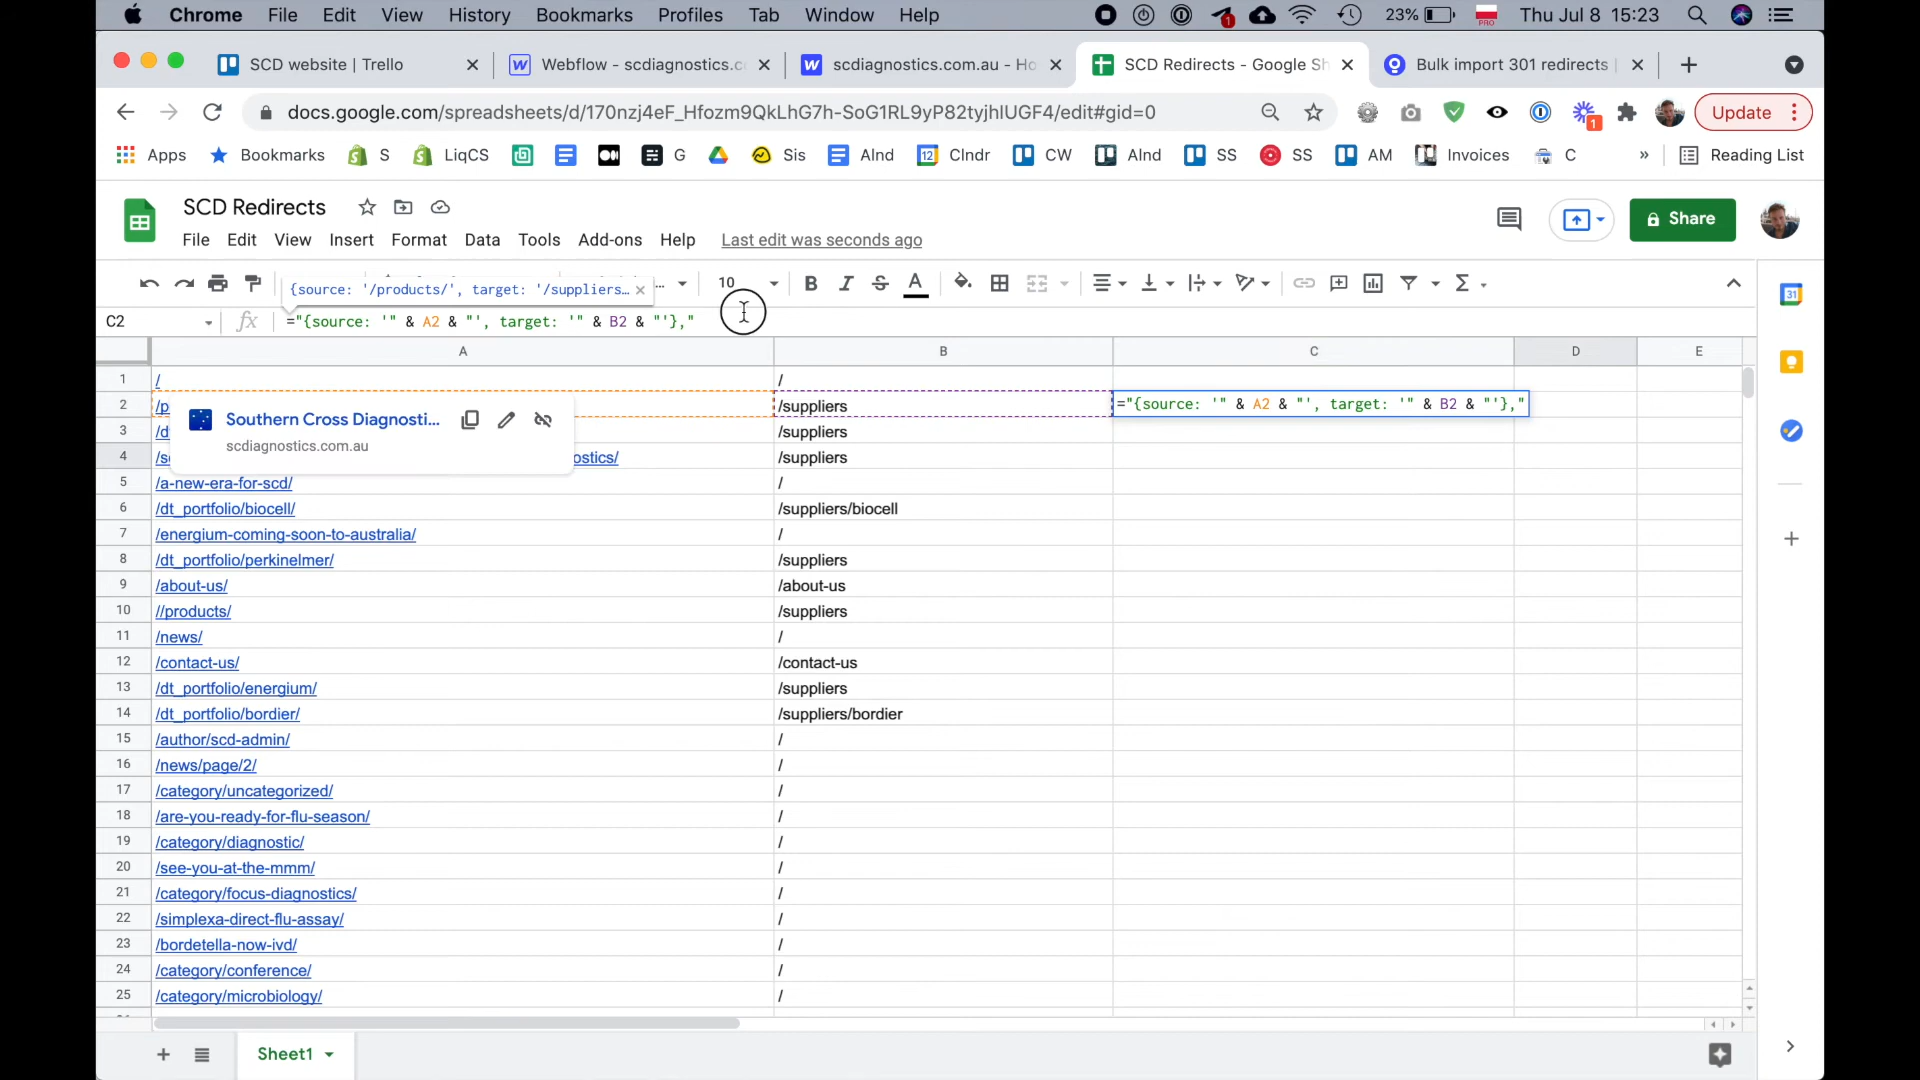 Chrome File Edit View History Bookmarks Profiles Tab Window Help 1 23% PRO Thu Jul 8 15:23
SCD website | Trello Webflow - scdiagnostics.c scdiagnostics.com.au - Ho SCD Redirects - Google Sh Bulk import 301 redirects |
docs.google.com/spreadsheets/d/170nzj4eF_Hfozm9QkLhG7h-SoG1RL9yP82tyjhlUGF4/edit#gid=0 1 Update
Apps Bookmarks S LiqCS G Sis Alnd 12 Clndr CW Alnd SS SS AM Invoices C » Reading List
SCD Redirects
File Edit View Insert Format Data Tools Add-ons Help Last edit was seconds ago
Share
{source: '/products/', target: '/suppliers… 10 B I S A Σ
31
C2 fx ="{source: '" & A2 & "', target: '" & B2 & "'},"
A B C D E
1 / /
2 /p /suppliers ="{source: '" & A2 & "', target: '" & B2 & "'},"
Southern Cross Diagnosti...
scdiagnostics.com.au
3 /d /suppliers
4 /s ostics/ /suppliers
5 /a-new-era-for-scd/ /
6 /dt_portfolio/biocell/ /suppliers/biocell
7 /energium-coming-soon-to-australia/ /
8 /dt_portfolio/perkinelmer/ /suppliers
9 /about-us/ /about-us
10 //products/ /suppliers
11 /news/ /
12 /contact-us/ /contact-us
13 /dt_portfolio/energium/ /suppliers
14 /dt_portfolio/bordier/ /suppliers/bordier
15 /author/scd-admin/ /
16 /news/page/2/ /
17 /category/uncategorized/ /
18 /are-you-ready-for-flu-season/ /
19 /category/diagnostic/ /
20 /see-you-at-the-mmm/ /
21 /category/focus-diagnostics/ /
22 /simplexa-direct-flu-assay/ /
23 /bordetella-now-ivd/ /
24 /category/conference/ /
25 /category/microbiology/ /
Sheet1